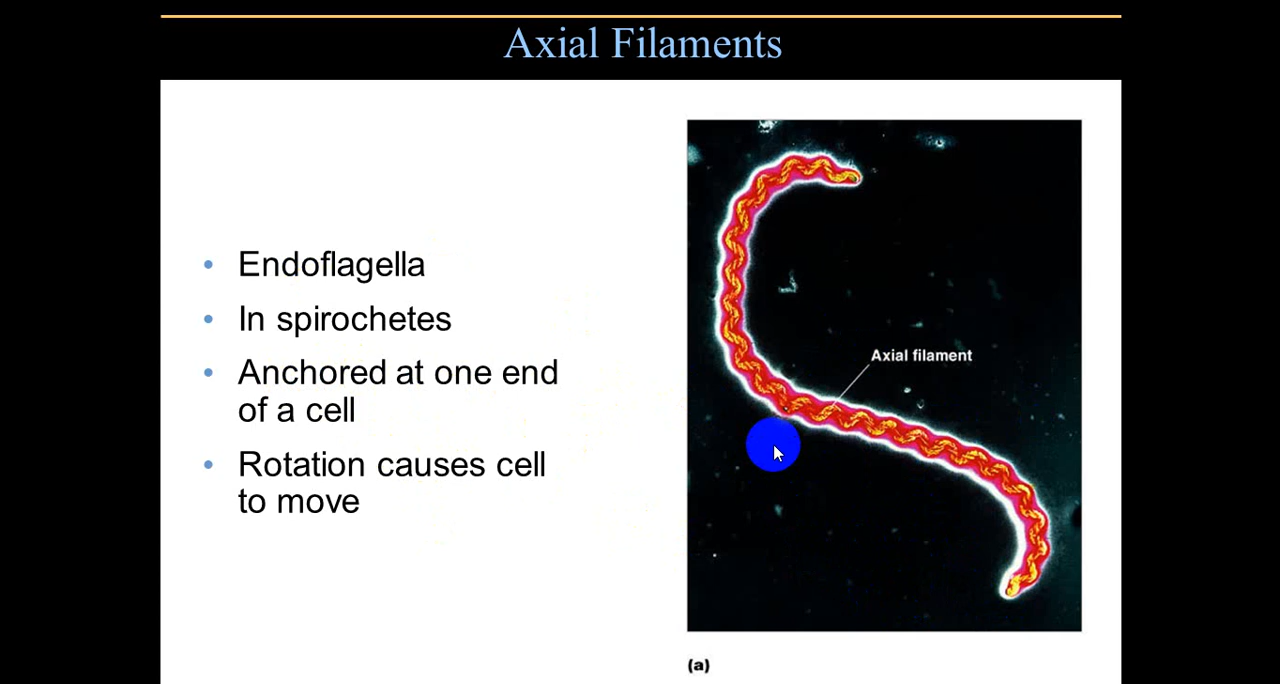 Axial Filaments
• Endoflagella
• In spirochetes
• Anchored at one end
of a cell
• Rotation causes cell
to move
Axial filament
(a)